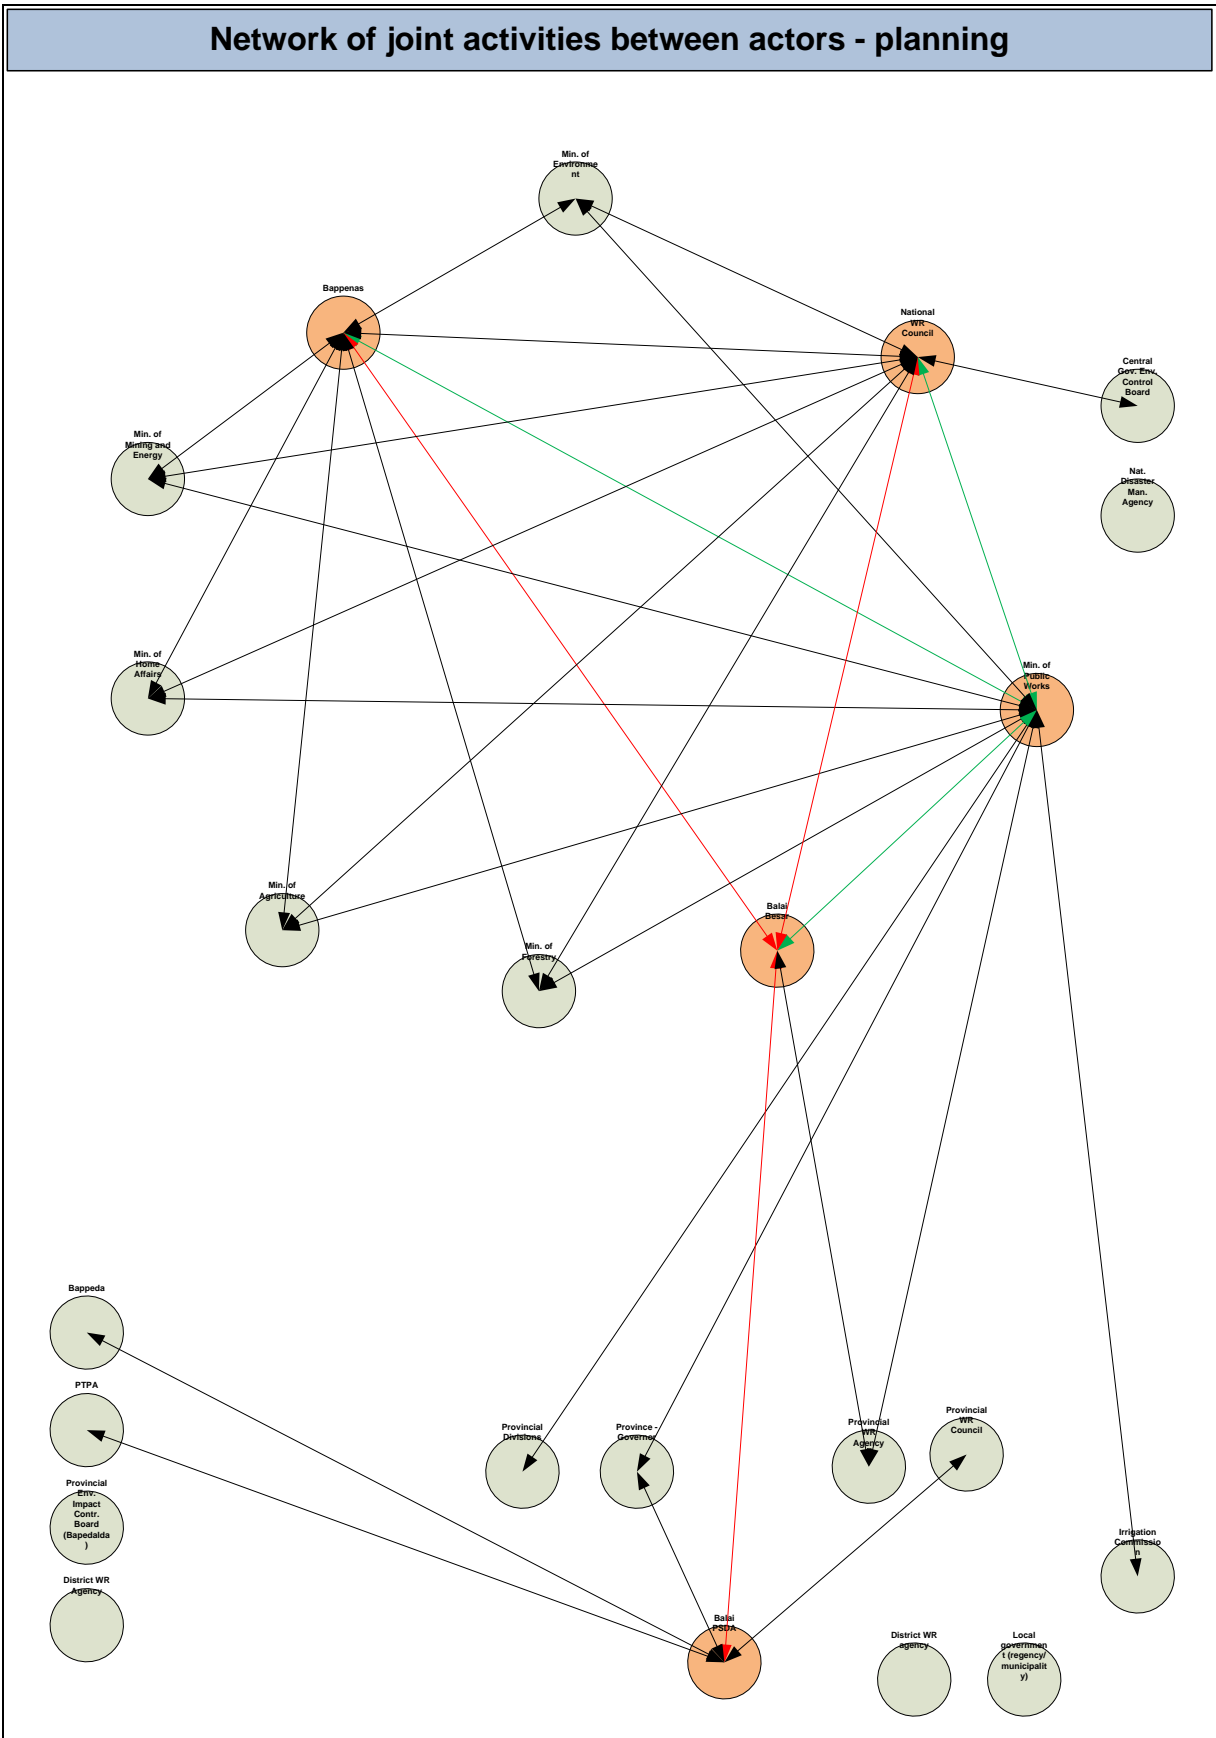 Network of joint activities between actors - planning
Min. of
Environme
nt
Bappenas
National
WR
Council
Central
Gov. Env.
Control
Board
Min. of
Mining and
Energy
Nat.
Disaster
Man.
Agency
Min. of
Home
Affairs
Min. of
Public
Works
Min. of
Agriculture
Balai
Besar
Min. of
Forestry
Bappeda
PTPA
Provincial
Divisions
Province -
Governor
Provincial
WR
Agency
Provincial
WR
Council
Provincial
Env.
Impact
Contr.
Board
(Bapedalda
)
Irrigation
Commissio
n
District WR
Agency
Balai
PSDA
District WR
agency
Local
governmen
t (regency/
municipalit
y)